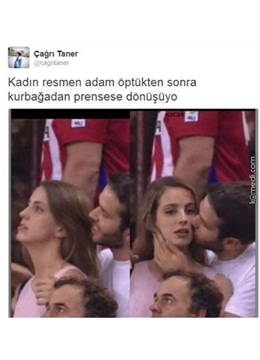 Çağrı Taner
@cagritaner
Kadın resmen adam öptükten sonra
kurbağadan prensese dönüşüyo